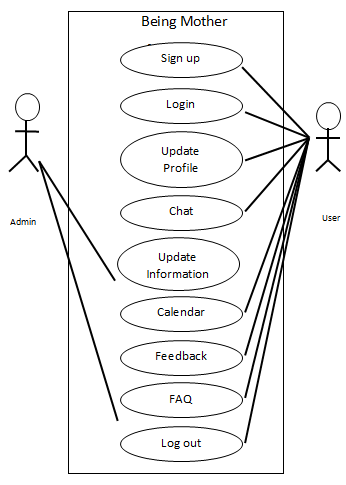 Being Mother
Sign up
Login
Update
Profile
Chat
Admin
User
Update
Information
Calendar
Feedback
FAQ
Log out